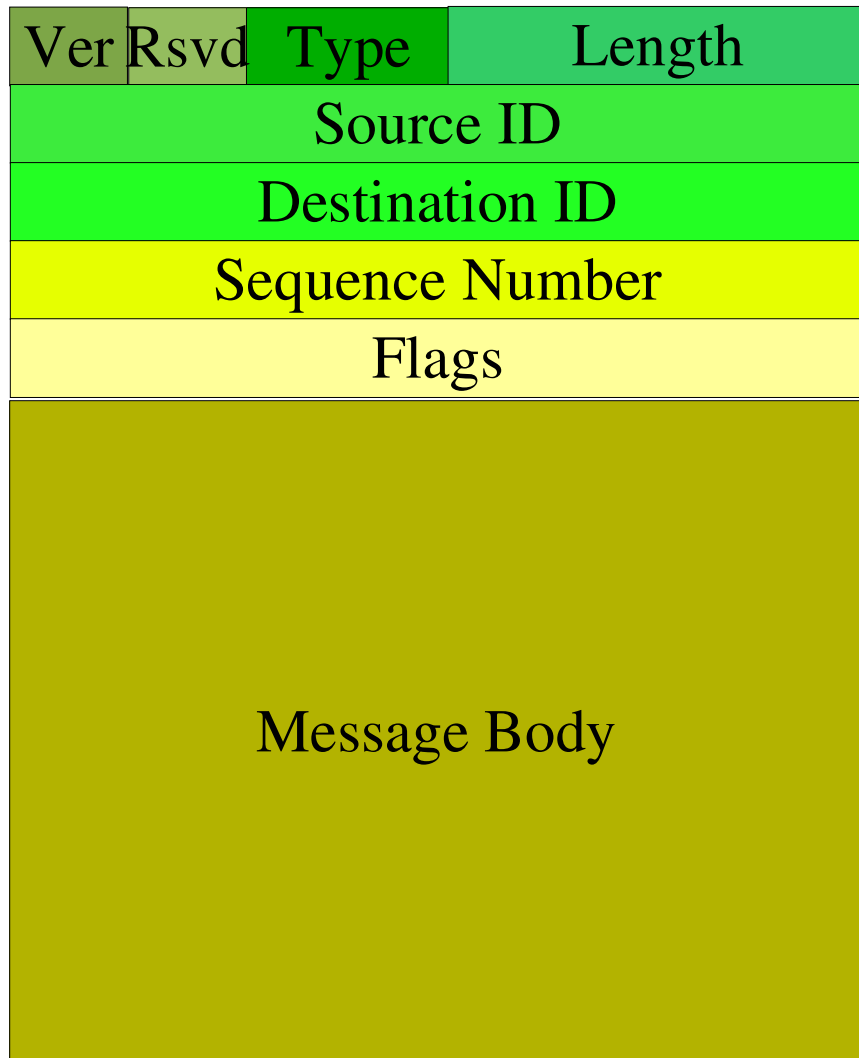 Ver Rsvd Type Length
Source ID
Destination ID
Sequence Number
Flags
Message Body